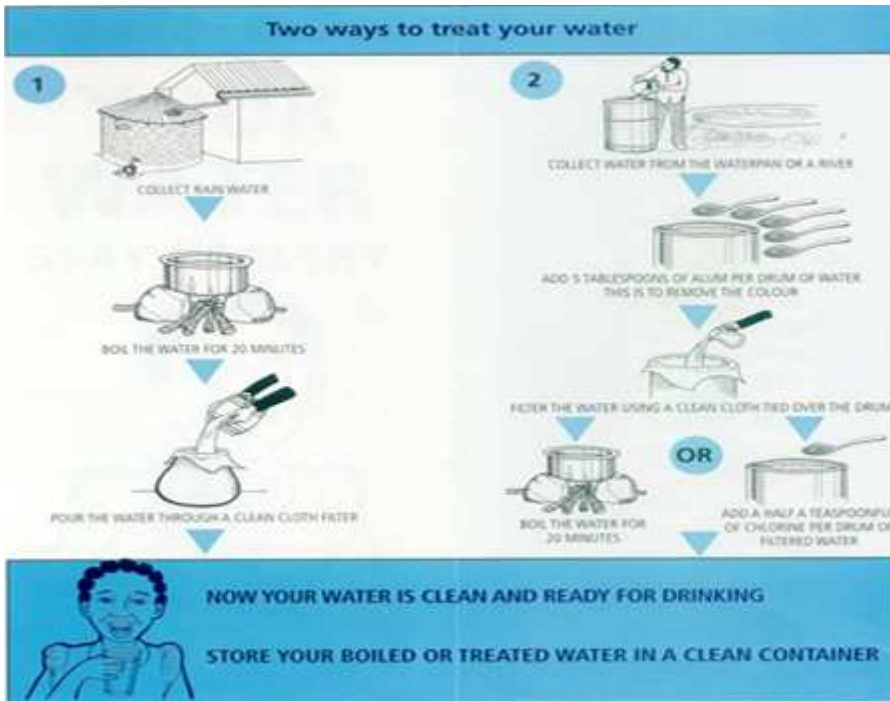 Two ways to treat your water
1
COLLECT RAIN WATER
BOIL THE WATER FOR 20 MINUTES
POUR THE WATER THROUGH A CLEAN CLOTH FILTER
2
COLLECT WATER FROM THE WATERPAN OR A RIVER
ADD 5 TABLESPOONS OF ALUM PER DRUM OF WATER
THIS IS TO REMOVE THE COLOUR
FILTER THE WATER USING A CLEAN CLOTH TIED OVER THE DRUM
BOIL THE WATER FOR
20 MINUTES
OR
ADD A HALF A TEASPOONFU
OF CHLORINE PER DRUM O
FILTERED WATER
NOW YOUR WATER IS CLEAN AND READY FOR DRINKING
STORE YOUR BOILED OR TREATED WATER IN A CLEAN CONTAINER